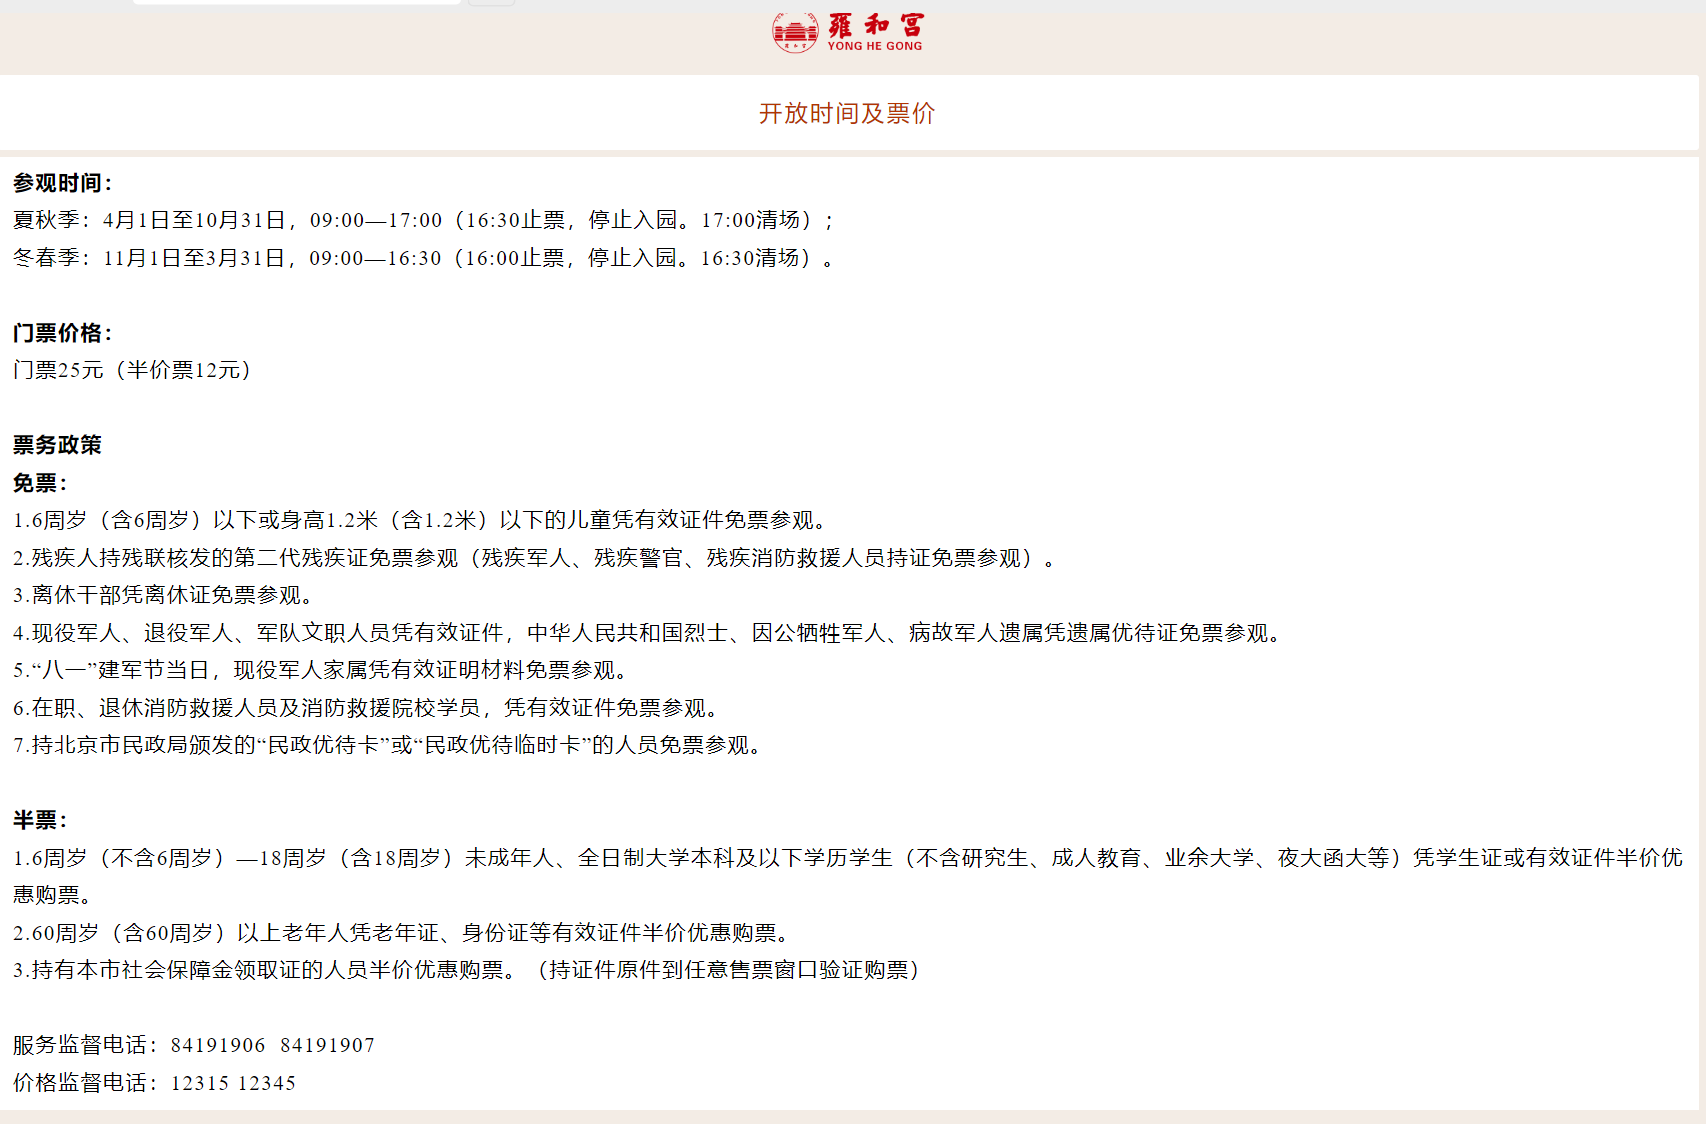 雍和宫
YONG HE GONG
开放时间及票价
参观时间：
夏秋季：4月1日至10月31日，09:00—17:00（16:30止票，停止入园。17:00清场）；
冬春季：11月1日至3月31日，09:00—16:30（16:00止票，停止入园。16:30清场）。
门票价格：
门票25元（半价票12元）
票务政策
免票：
1.6周岁（含6周岁）以下或身高1.2米（含1.2米）以下的儿童凭有效证件免票参观。
2.残疾人持残联核发的第二代残疾证免票参观（残疾军人、残疾警官、残疾消防救援人员持证免票参观）。
3.离休干部凭离休证免票参观。
4.现役军人、退役军人、军队文职人员凭有效证件，中华人民共和国烈士、因公牺牲军人、病故军人遗属凭遗属优待证免票参观。
5.“八一”建军节当日，现役军人家属凭有效证明材料免票参观。
6.在职、退休消防救援人员及消防救援院校学员，凭有效证件免票参观。
7.持北京市民政局颁发的“民政优待卡”或“民政优待临时卡”的人员免票参观。
半票：
1.6周岁（不含6周岁）—18周岁（含18周岁）未成年人、全日制大学本科及以下学历学生（不含研究生、成人教育、业余大学、夜大函大等）凭学生证或有效证件半价优
惠购票。
2.60周岁（含60周岁）以上老年人凭老年证、身份证等有效证件半价优惠购票。
3.持有本市社会保障金领取证的人员半价优惠购票。（持证件原件到任意售票窗口验证购票）
服务监督电话：84191906 84191907
价格监督电话：12315 12345